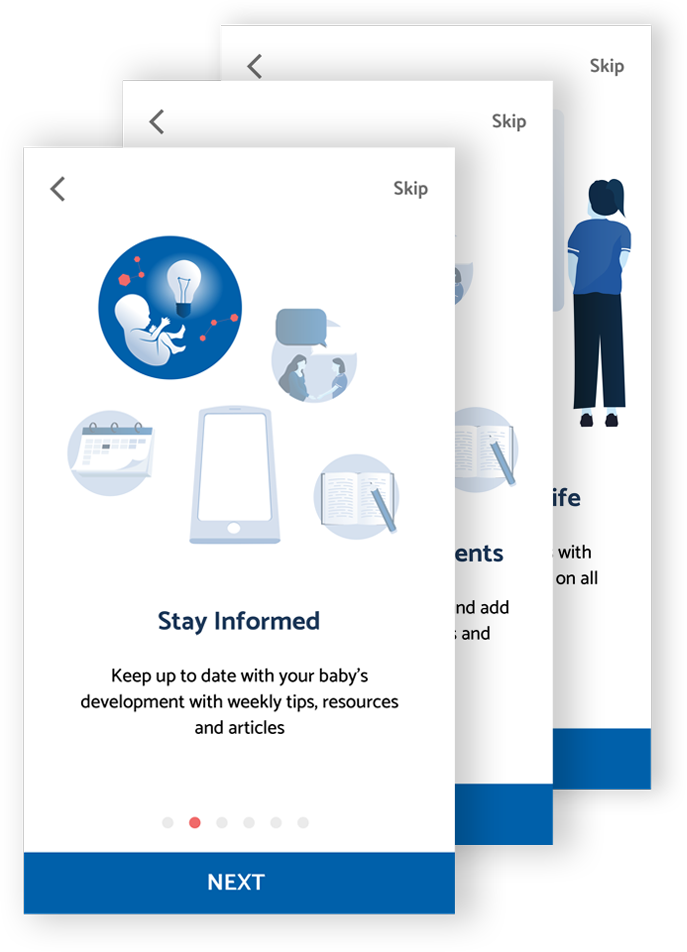 Skip
Skip
Skip
ife
with
on all
ents
nd add
and
Stay Informed
Keep up to date with your baby's
development with weekly tips, resources
and articles
NEXT